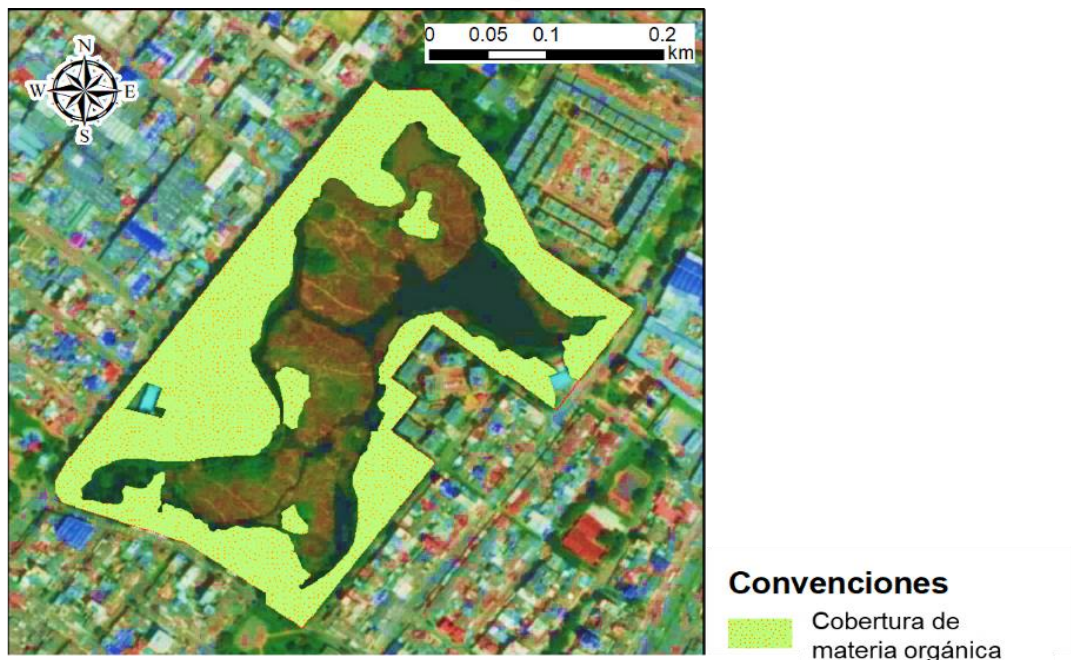 0 0.05 0.1 0.2
km
N
W E
S
Convenciones
Cobertura de
materia orgánica